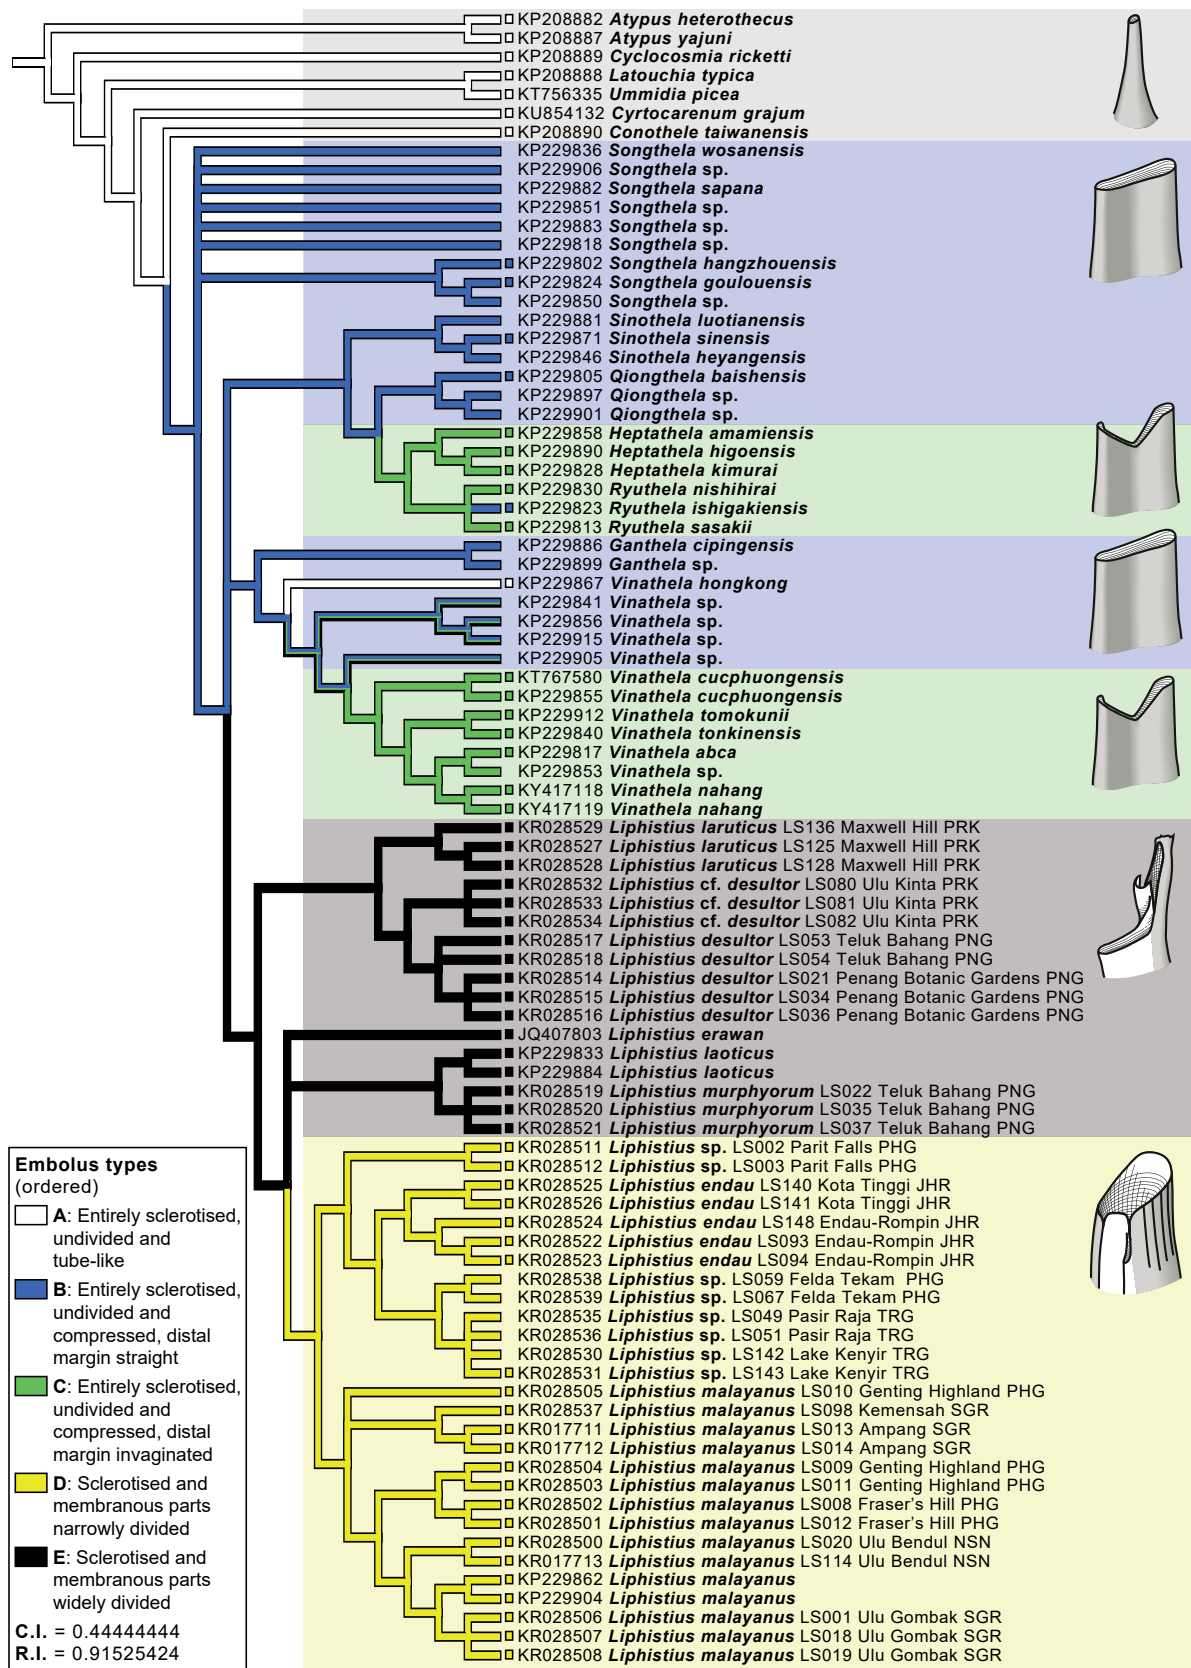 KP208882 Atypus heterothecus
KP208887 Atypus yajuni
KP208889 Cyclocosmia ricketti
KP208888 Latouchia typica
KT756335 Ummidia picea
KU854132 Cyrtocarenum grajum
KP208890 Conothele taiwanensis
KP229836 Songthela wosanensis
KP229906 Songthela sp.
KP229882 Songthela sapana
KP229851 Songthela sp.
KP229883 Songthela sp.
KP229818 Songthela sp.
KP229802 Songthela hangzhouensis
KP229824 Songthela goulouensis
KP229850 Songthela sp.
KP229881 Sinothela luotianensis
KP229871 Sinothela sinensis
KP229846 Sinothela heyangensis
KP229805 Qiongthela baishensis
KP229897 Qiongthela sp.
KP229901 Qiongthela sp.
KP229858 Heptathela amamiensis
KP229890 Heptathela higoensis
KP229828 Heptathela kimurai
KP229830 Ryuthela nishihirai
KP229823 Ryuthela ishigakiensis
KP229813 Ryuthela sasakii
KP229886 Ganthela cipingensis
KP229899 Ganthela sp.
KP229867 Vinathela hongkong
KP229841 Vinathela sp.
KP229856 Vinathela sp.
KP229915 Vinathela sp.
KP229905 Vinathela sp.
KT767580 Vinathela cucphuongensis
KP229855 Vinathela cucphuongensis
KP229912 Vinathela tomokunii
KP229840 Vinathela tonkinensis
KP229817 Vinathela abca
KP229853 Vinathela sp.
KY417118 Vinathela nahang
KY417119 Vinathela nahang
KR028529 Liphistius laruticus LS136 Maxwell Hill PRK
KR028527 Liphistius laruticus LS125 Maxwell Hill PRK
KR028528 Liphistius laruticus LS128 Maxwell Hill PRK
KR028532 Liphistius cf. desultor LS080 Ulu Kinta PRK
KR028533 Liphistius cf. desultor LS081 Ulu Kinta PRK
KR028534 Liphistius cf. desultor LS082 Ulu Kinta PRK
KR028517 Liphistius desultor LS053 Teluk Bahang PNG
KR028518 Liphistius desultor LS054 Teluk Bahang PNG
KR028514 Liphistius desultor LS021 Penang Botanic Gardens PNG
KR028515 Liphistius desultor LS034 Penang Botanic Gardens PNG
KR028516 Liphistius desultor LS036 Penang Botanic Gardens PNG
JQ407803 Liphistius erawan
KP229833 Liphistius laoticus
KP229884 Liphistius laoticus
KR028519 Liphistius murphyorum LS022 Teluk Bahang PNG
KR028520 Liphistius murphyorum LS035 Teluk Bahang PNG
KR028521 Liphistius murphyorum LS037 Teluk Bahang PNG
KR028511 Liphistius sp. LS002 Parit Falls PHG
KR028512 Liphistius sp. LS003 Parit Falls PHG
KR028525 Liphistius endau LS140 Kota Tinggi JHR
KR028526 Liphistius endau LS141 Kota Tinggi JHR
KR028524 Liphistius endau LS148 Endau-Rompin JHR
KR028522 Liphistius endau LS093 Endau-Rompin JHR
KR028523 Liphistius endau LS094 Endau-Rompin JHR
KR028538 Liphistius sp. LS059 Felda Tekam PHG
KR028539 Liphistius sp. LS067 Felda Tekam PHG
KR028535 Liphistius sp. LS049 Pasir Raja TRG
KR028536 Liphistius sp. LS051 Pasir Raja TRG
KR028530 Liphistius sp. LS142 Lake Kenyir TRG
KR028531 Liphistius sp. LS143 Lake Kenyir TRG
KR028505 Liphistius malayanus LS010 Genting Highland PHG
KR028537 Liphistius malayanus LS098 Kemensah SGR
KR017711 Liphistius malayanus LS013 Ampang SGR
KR017712 Liphistius malayanus LS014 Ampang SGR
KR028504 Liphistius malayanus LS009 Genting Highland PHG
KR028503 Liphistius malayanus LS011 Genting Highland PHG
KR028502 Liphistius malayanus LS008 Fraser's Hill PHG
KR028501 Liphistius malayanus LS012 Fraser's Hill PHG
KR028500 Liphistius malayanus LS020 Ulu Bendul NSN
KR017713 Liphistius malayanus LS114 Ulu Bendul NSN
KP229862 Liphistius malayanus
KP229904 Liphistius malayanus
KR028506 Liphistius malayanus LS001 Ulu Gombak SGR
KR028507 Liphistius malayanus LS018 Ulu Gombak SGR
KR028508 Liphistius malayanus LS019 Ulu Gombak SGR
Embolus types
(ordered)
A: Entirely sclerotised,
undivided and
tube-like
B: Entirely sclerotised,
undivided and
compressed, distal
margin straight
C: Entirely sclerotised,
undivided and
compressed, distal
margin invaginated
D: Sclerotised and
membranous parts
narrowly divided
E: Sclerotised and
membranous parts
widely divided
C.I. = 0.44444444
R.I. = 0.91525424